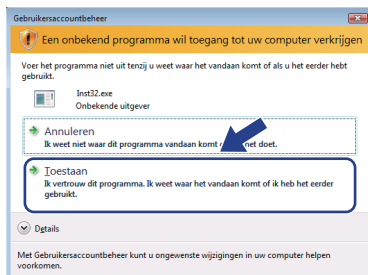 Gebruikersaccountbeheer
Een onbekend programma wil toegang tot uw computer verkrijgen
Voer het programma niet uit tenzij u weet waar het vandaan komt of als u het eerder hebt
gebruikt.
Inst32.exe
Onbekende uitgever
Annuleren
Ik weet niet waar dit programma vandaan komt het doet.
Toestaan
Ik vertrouw dit programma. Ik weet waar het vandaan komt of ik heb het eerder
gebruikt.
Details
Met Gebruikersaccountbeheer kunt u ongewenste wijzigingen in uw computer helpen
voorkomen.